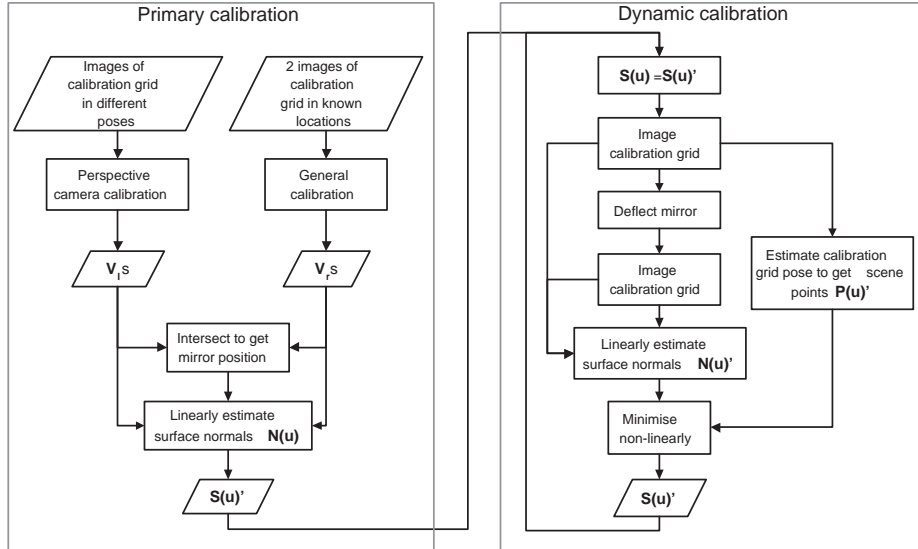 Primary calibration
Images of
calibration grid
in different
poses
2 images of
calibration
grid in known
locations
Perspective
camera calibration
General
calibration
V_l s
V_r s
Intersect to get
mirror position
Linearly estimate
surface normals N(u)
S(u)’
Dynamic calibration
S(u) =S(u)’
Image
calibration grid
Deflect mirror
Image
calibration grid
Estimate calibration
grid pose to get scene
points P(u)’
Linearly estimate
surface normals N(u)’
Minimise
non-linearly
S(u)’